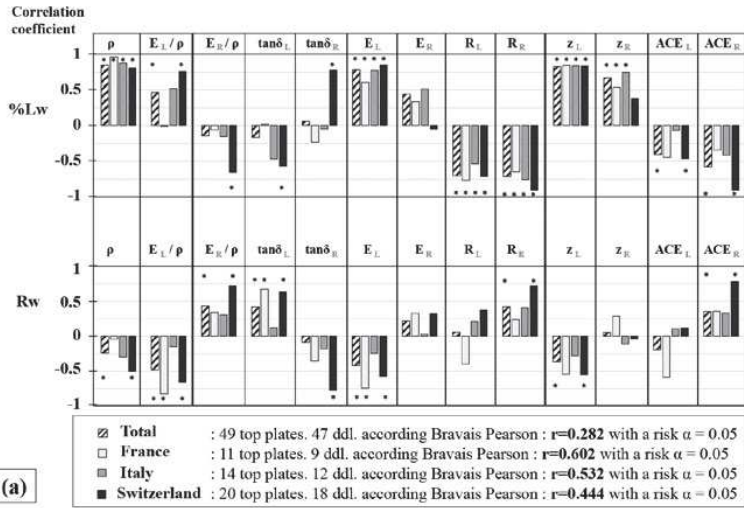 Correlation
coefficient
ρ E L / ρ E R / ρ tanδ L tanδ R E L E R R L R R z L z R ACE L ACE R
1
0.5
%Lw 0
-0.5
-1
ρ E L / ρ E R / ρ tanδ L tanδ R E L E R R L R R z L z R ACE L ACE R
1
0.5
Rw
0
-0.5
-1
Total : 49 top plates. 47 ddl. according Bravais Pearson : r=0.282 with a risk α = 0.05
France : 11 top plates. 9 ddl. according Bravais Pearson : r=0.602 with a risk α = 0.05
Italy : 14 top plates. 12 ddl. according Bravais Pearson : r=0.532 with a risk α = 0.05
Switzerland : 20 top plates. 18 ddl. according Bravais Pearson : r=0.444 with a risk α = 0.05
(a)